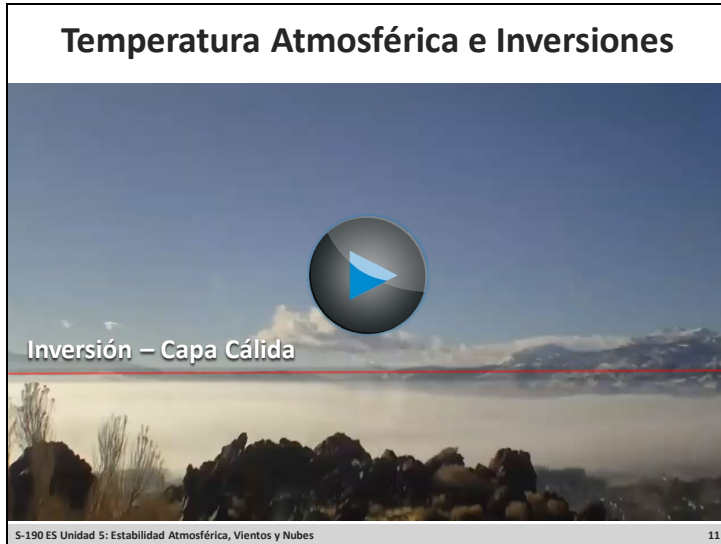 Temperatura Atmosférica e Inversiones
Inversión – Capa Cálida
S-190 ES Unidad 5: Estabilidad Atmosférica, Vientos y Nubes
11